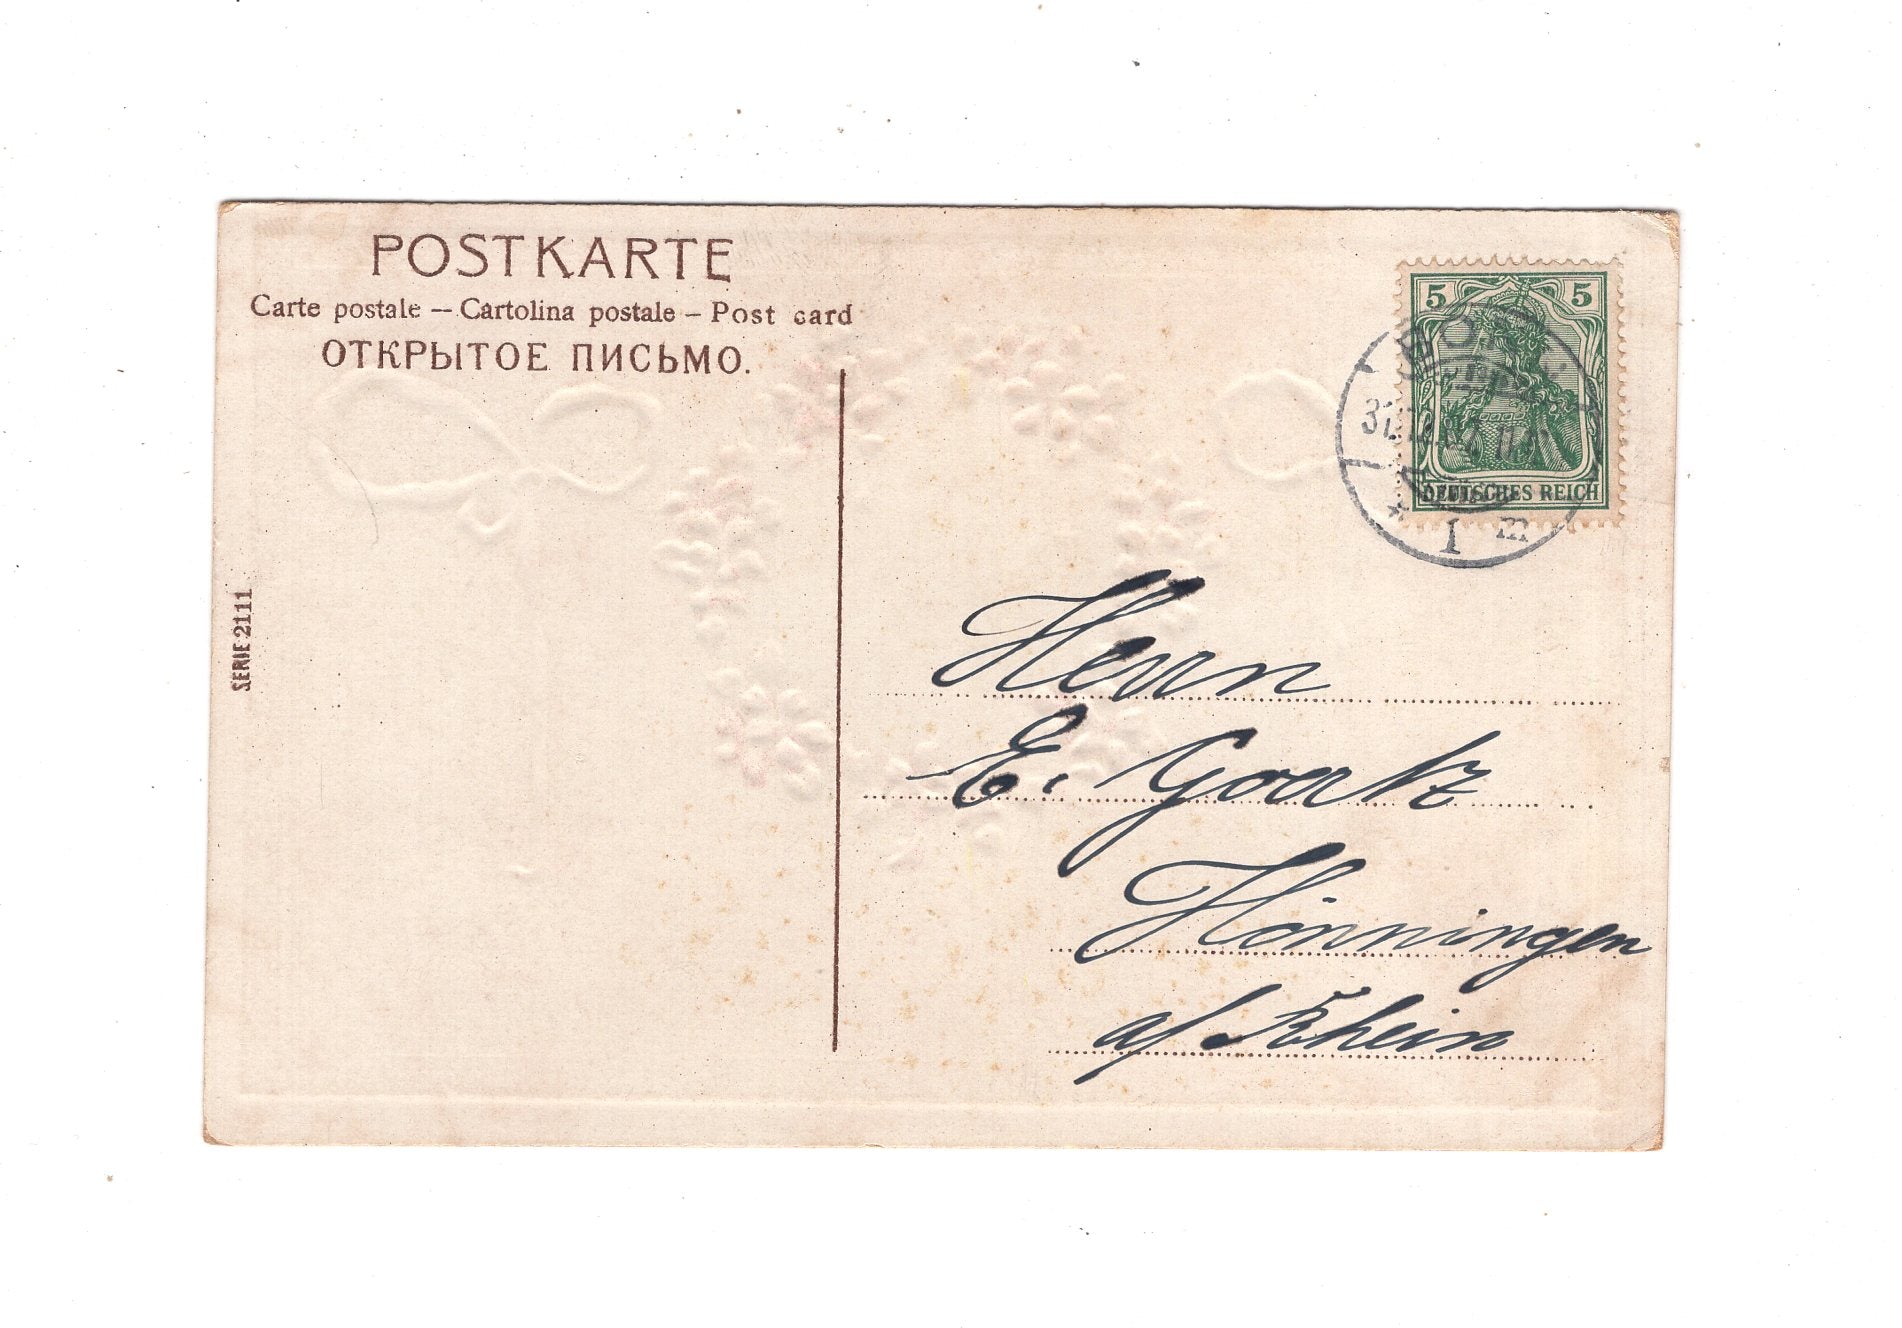 POSTKARTE
Carte postale – Cartolina postale – Post card
ОТКРЫТОЕ ПИСЬМО.
SERIE 2111
5 5
DEUTSCHES REICH
1 m
Herrn
E. Goatz
Hönningen
a/ Rhein